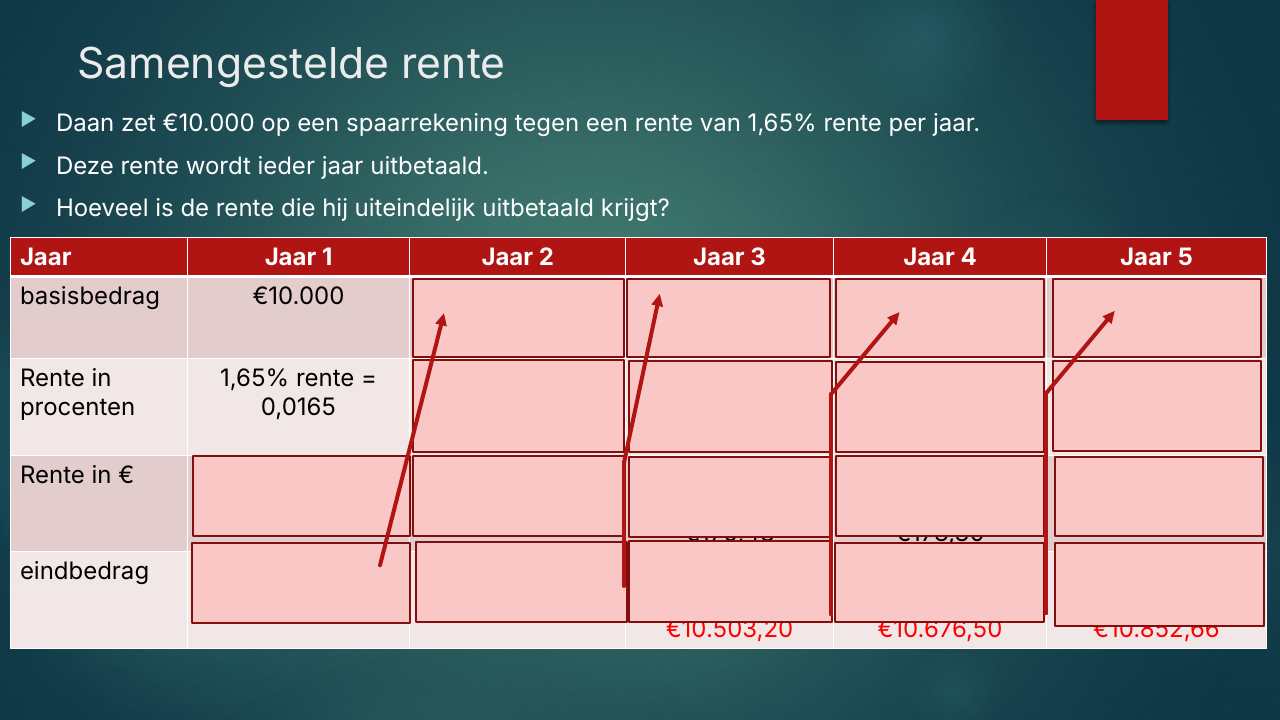 Samengestelde rente
Daan zet €10.000 op een spaarrekening tegen een rente van 1,65% rente per jaar.
Deze rente wordt ieder jaar uitbetaald.
Hoeveel is de rente die hij uiteindelijk uitbetaald krijgt?
Jaar Jaar 1 Jaar 2 Jaar 3 Jaar 4 Jaar 5
basisbedrag €10.000
Rente in 1,65% rente =
procenten 0,0165
Rente in €
eindbedrag
€10.503,20 €10.676,50 €10.852,66